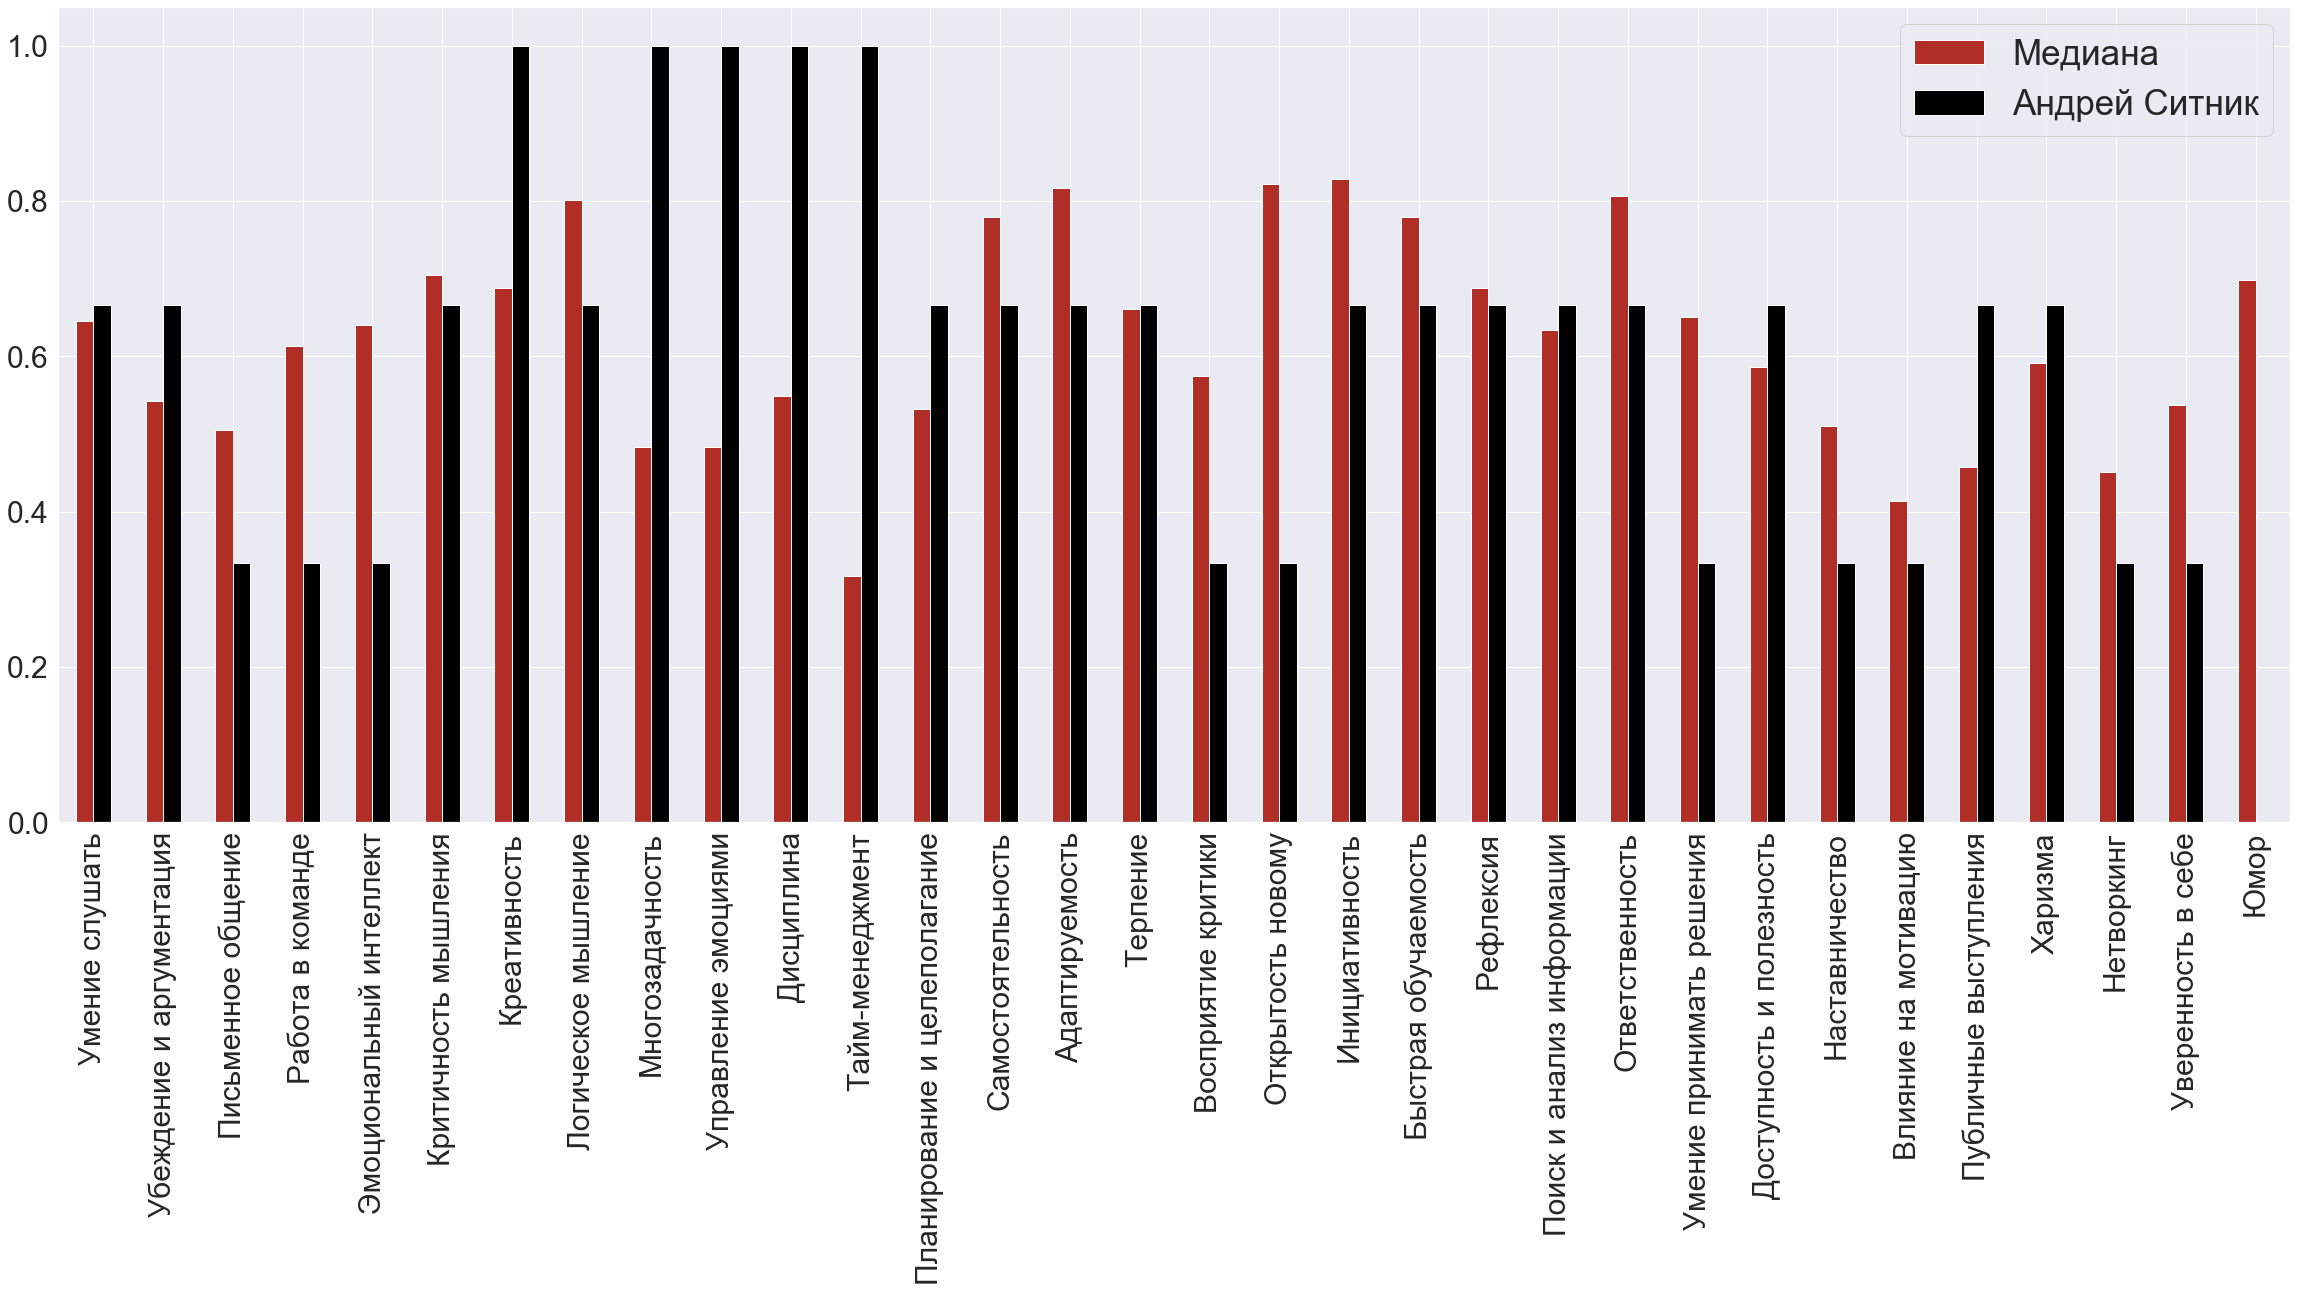 1.0
0.8
0.6
0.4
0.2
0.0
Медиана
Андрей Ситник
Умение слушать
Убеждение и аргументация
Письменное общение
Работа в команде
Эмоциональный интеллект
Критичность мышления
Креативность
Логическое мышление
Многозадачность
Управление эмоциями
Дисциплина
Тайм-менеджмент
Планирование и целеполагание
Самостоятельность
Адаптируемость
Терпение
Восприятие критики
Открытость новому
Инициативность
Быстрая обучаемость
Рефлексия
Поиск и анализ информации
Ответственность
Умение принимать решения
Доступность и полезность
Наставничество
Влияние на мотивацию
Публичные выступления
Харизма
Нетворкинг
Уверенность в себе
Юмор